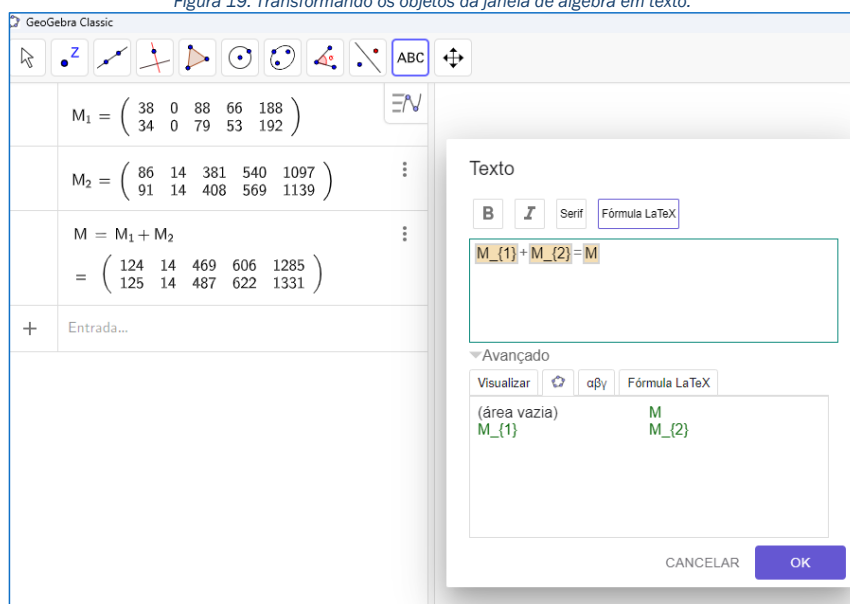 Figura 19. Transformando os objetos da janela de álgebra em texto.
GeoGebra Classic
Z
ABC
M₁ = ( 38 0 88 66 188
34 0 79 53 192 )
M₂ = ( 86 14 381 540 1097
91 14 408 569 1139 )
M = M₁ + M₂
= ( 124 14 469 606 1285
125 14 487 622 1331 )
+ Entrada...
Texto
B I Serif Fórmula LaTeX
M_{1} + M_{2} = M
Avançado
Visualizar αβγ Fórmula LaTeX
(área vazia) M
M_{1} M_{2}
CANCELAR OK